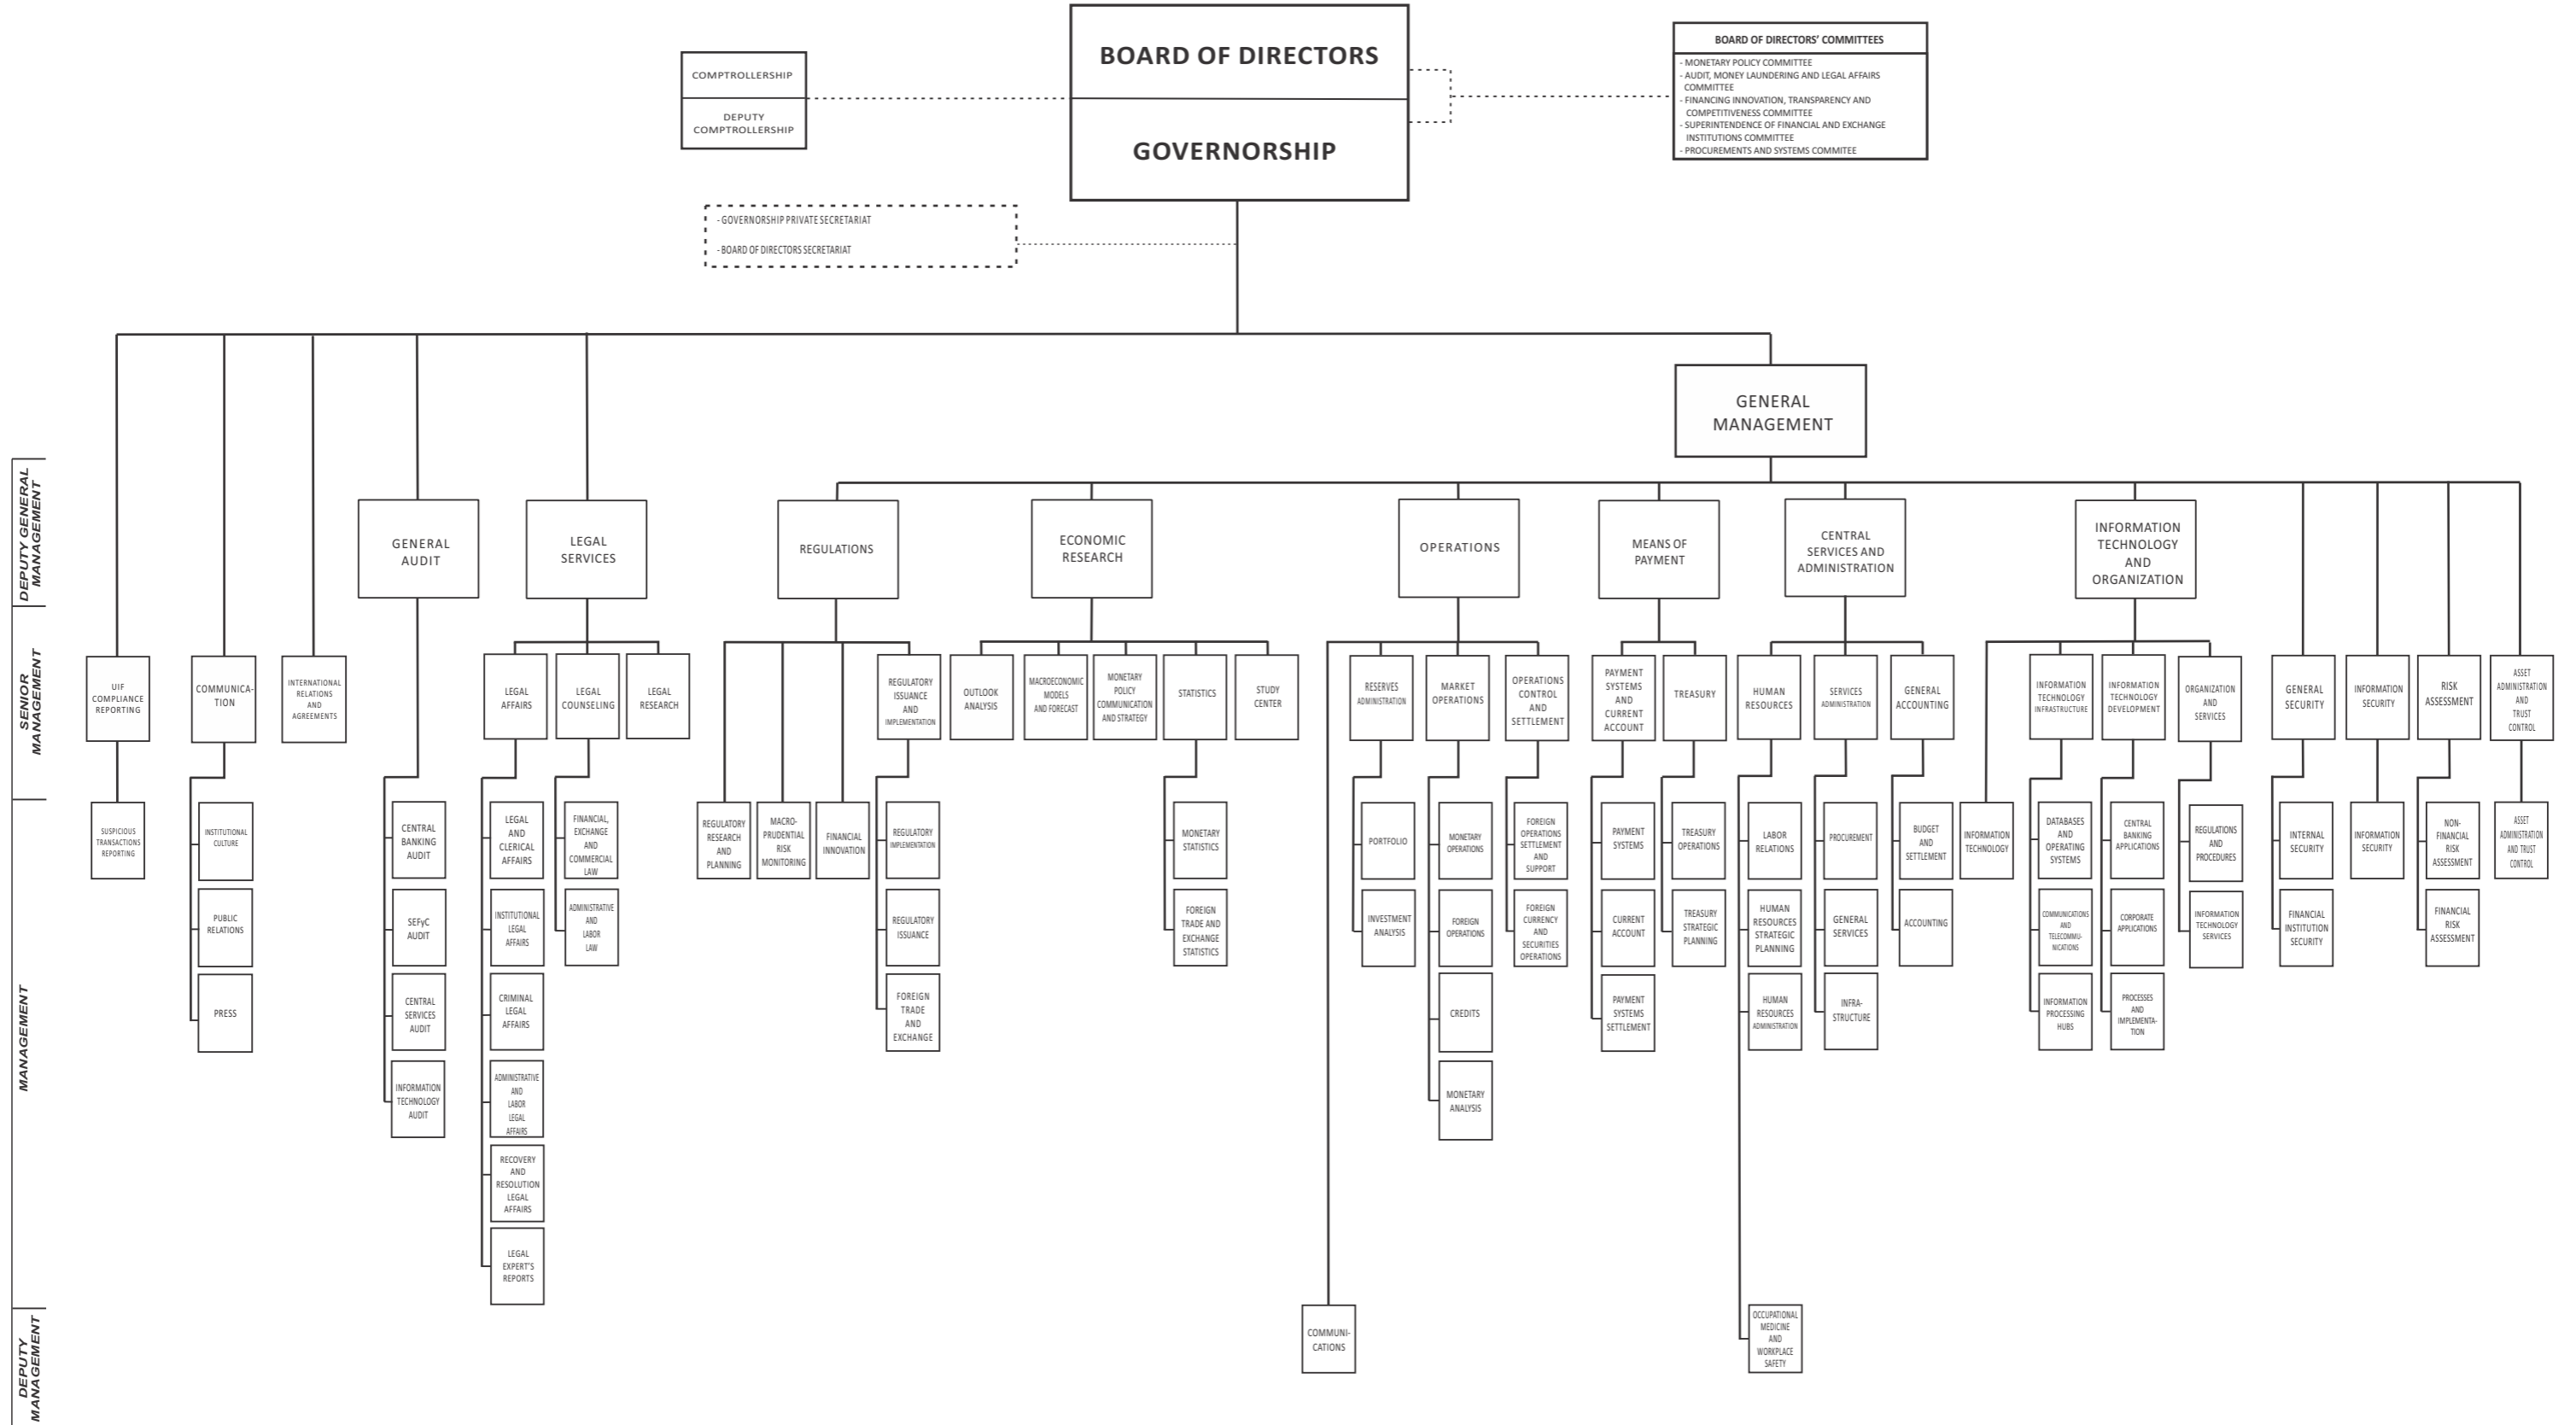 BOARD OF DIRECTORS
GOVERNORSHIP
COMPTROLLERSHIP
DEPUTY
COMPTROLLERSHIP
BOARD OF DIRECTORS' COMMITTEES
- MONETARY POLICY COMMITTEE
- AUDIT, MONEY LAUNDERING AND LEGAL AFFAIRS
COMMITTEE
- FINANCING INNOVATION, TRANSPARENCY AND
COMPETITIVENESS COMMITTEE
- SUPERINTENDENCE OF FINANCIAL AND EXCHANGE
INSTITUTIONS COMMITTEE
- PROCUREMENTS AND SYSTEMS COMMITEE
- GOVERNORSHIP PRIVATE SECRETARIAT
- BOARD OF DIRECTORS SECRETARIAT
GENERAL
MANAGEMENT
DEPUTY GENERAL
MANAGEMENT
GENERAL
AUDIT
LEGAL
SERVICES
REGULATIONS
ECONOMIC
RESEARCH
OPERATIONS
MEANS OF
PAYMENT
CENTRAL
SERVICES AND
ADMINISTRATION
INFORMATION
TECHNOLOGY
AND
ORGANIZATION
SENIOR
MANAGEMENT
UIF
COMPLIANCE
REPORTING
COMMUNICA-
TION
INTERNATIONAL
RELATIONS
AND
AGREEMENTS
LEGAL
AFFAIRS
LEGAL
COUNSELING
LEGAL
RESEARCH
REGULATORY
ISSUANCE
AND
IMPLEMENTATION
OUTLOOK
ANALYSIS
MACROECONOMIC
MODELS
AND FORECAST
MONETARY
POLICY
COMMUNICATION
AND STRATEGY
STATISTICS
STUDY
CENTER
RESERVES
ADMINISTRATION
MARKET
OPERATIONS
OPERATIONS
CONTROL
AND
SETTLEMENT
PAYMENT
SYSTEMS
AND
CURRENT
ACCOUNT
TREASURY
HUMAN
RESOURCES
SERVICES
ADMINISTRATION
GENERAL
ACCOUNTING
INFORMATION
TECHNOLOGY
INFRASTRUCTURE
INFORMATION
TECHNOLOGY
DEVELOPMENT
ORGANIZATION
AND
SERVICES
GENERAL
SECURITY
INFORMATION
SECURITY
RISK
ASSESSMENT
ASSET
ADMINISTRATION
AND
TRUST
CONTROL
MANAGEMENT
SUSPICIOUS
TRANSACTIONS
REPORTING
INSTITUTIONAL
CULTURE
PUBLIC
RELATIONS
PRESS
CENTRAL
BANKING
AUDIT
SEFyC
AUDIT
CENTRAL
SERVICES
AUDIT
INFORMATION
TECHNOLOGY
AUDIT
LEGAL
AND
CLERICAL
AFFAIRS
INSTITUTIONAL
LEGAL
AFFAIRS
CRIMINAL
LEGAL
AFFAIRS
ADMINISTRATIVE
AND
LABOR
LEGAL
AFFAIRS
RECOVERY
AND
RESOLUTION
LEGAL
AFFAIRS
LEGAL
EXPERT'S
REPORTS
FINANCIAL,
EXCHANGE
AND
COMMERCIAL
LAW
ADMINISTRATIVE
AND
LABOR
LAW
REGULATORY
RESEARCH
AND
PLANNING
MACRO-
PRUDENTIAL
RISK
MONITORING
FINANCIAL
INNOVATION
REGULATORY
IMPLEMENTATION
REGULATORY
ISSUANCE
FOREIGN
TRADE
AND
EXCHANGE
MONETARY
STATISTICS
FOREIGN
TRADE AND
EXCHANGE
STATISTICS
PORTFOLIO
INVESTMENT
ANALYSIS
MONETARY
OPERATIONS
FOREIGN
OPERATIONS
CREDITS
MONETARY
ANALYSIS
FOREIGN
OPERATIONS
SETTLEMENT
AND
SUPPORT
FOREIGN
CURRENCY
AND
SECURITIES
OPERATIONS
PAYMENT
SYSTEMS
CURRENT
ACCOUNT
PAYMENT
SYSTEMS
SETTLEMENT
TREASURY
OPERATIONS
TREASURY
STRATEGIC
PLANNING
LABOR
RELATIONS
HUMAN
RESOURCES
STRATEGIC
PLANNING
HUMAN
RESOURCES
ADMINISTRATION
PROCUREMENT
GENERAL
SERVICES
INFRA-
STRUCTURE
BUDGET
AND
SETTLEMENT
ACCOUNTING
INFORMATION
TECHNOLOGY
DATABASES
AND
OPERATING
SYSTEMS
COMMUNICATIONS
AND
TELECOMMU-
NICATIONS
INFORMATION
PROCESSING
HUBS
CENTRAL
BANKING
APPLICATIONS
CORPORATE
APPLICATIONS
PROCESSES
AND
IMPLEMENTA-
TION
REGULATIONS
AND
PROCEDURES
INFORMATION
TECHNOLOGY
SERVICES
INTERNAL
SECURITY
FINANCIAL
INSTITUTION
SECURITY
INFORMATION
SECURITY
NON-
FINANCIAL
RISK
ASSESSMENT
FINANCIAL
RISK
ASSESSMENT
ASSET
ADMINISTRATION
AND TRUST
CONTROL
DEPUTY
MANAGEMENT
COMMUNI-
CATIONS
OCCUPATIONAL
MEDICINE
AND
WORKPLACE
SAFETY